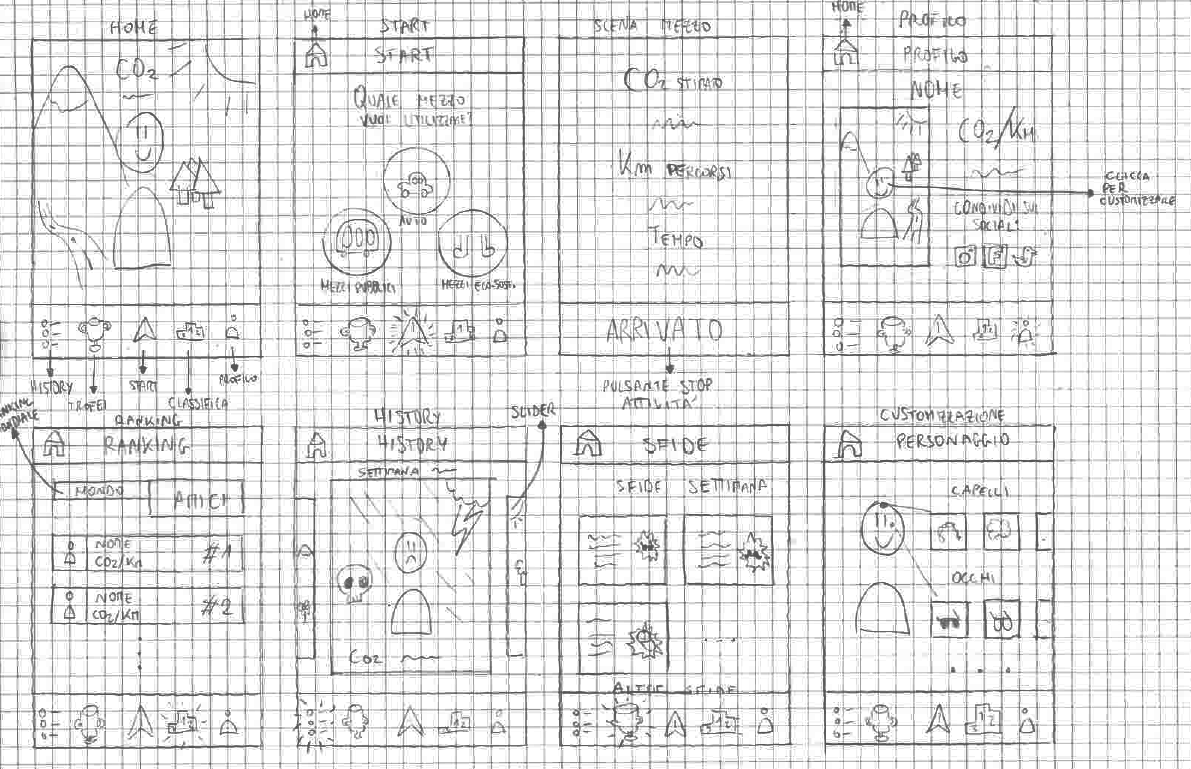 HOME
CO2
HISTORY
TROFEI
START
CLASSIFICA
PROFILO
HOME
START
START
QUALE MEZZO
VUOI UTILIZZARE?
AUTO
MEZZI PUBBLICI
MEZZI ECO-SOST.
SCENA MEZZO
CO2 STIMATO
Km PERCORSI
TEMPO
ARRIVATO
PULSANTE STOP
ATTIVITÀ
HOME
PROFILO
PROFILO
NOME
CO2/KM
CONDIVIDI SUI
SOCIAL:
CLICCA
PER
CUSTOMIZZARE
RANKING
RANKING
MONDO
AMICI
NOME
CO2/KM
#1
NOME
CO2/KM
#2
HISTORY
HISTORY
SETTIMANA
CO2
SLIDER
SFIDE
SFIDE SETTIMANA
ALTRE SFIDE
CUSTOMIZZAZIONE
PERSONAGGIO
CAPELLI
OCCHI